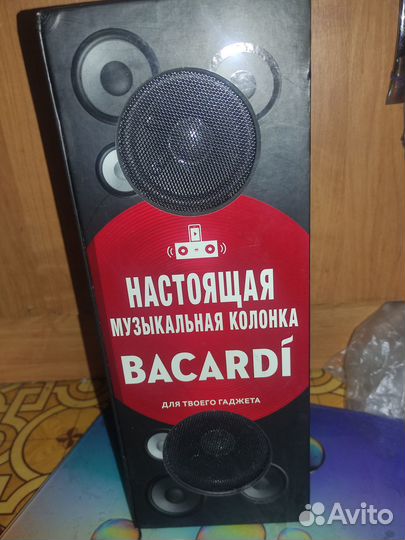 НАСТОЯЩАЯ
МУЗЫКАЛЬНАЯ КОЛОНКА
BACARDÍ
ДЛЯ ТВОЕГО ГАДЖЕТА
Avito